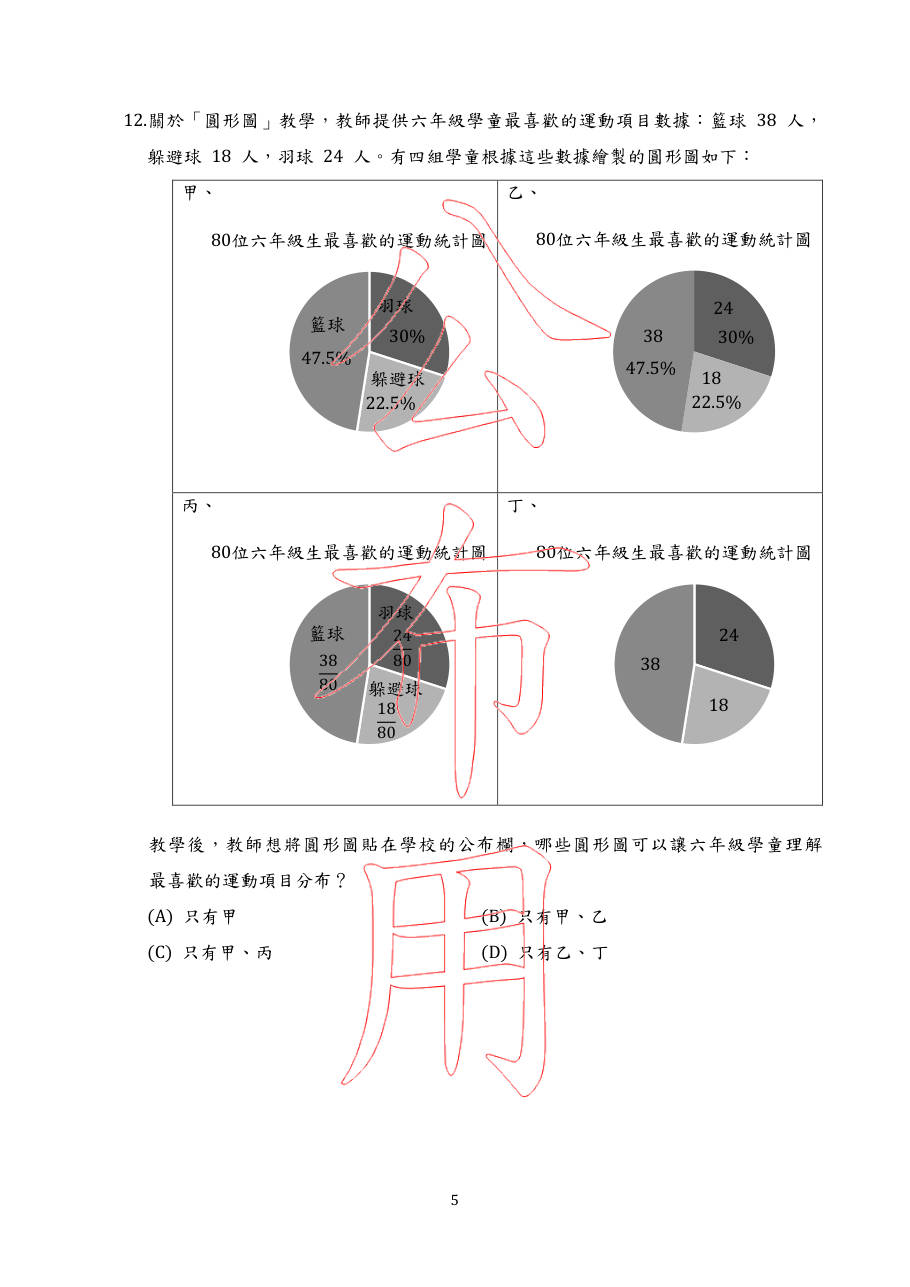 12.關於「圓形圖」教學，教師提供六年級學童最喜歡的運動項目數據：籃球 38 人，
躲避球 18 人，羽球 24 人。有四組學童根據這些數據繪製的圓形圖如下：
甲、
80位六年級生最喜歡的運動統計圖
羽球
30%
籃球
47.5%
躲避球
22.5%
乙、
80位六年級生最喜歡的運動統計圖
24
30%
38
47.5%
18
22.5%
丙、
80位六年級生最喜歡的運動統計圖
羽球
24
80
籃球
38
80
躲避球
18
80
丁、
80位六年級生最喜歡的運動統計圖
24
38
18
教學後，教師想將圓形圖貼在學校的公布欄，哪些圓形圖可以讓六年級學童理解
最喜歡的運動項目分布？
(A) 只有甲 (B) 只有甲、乙
(C) 只有甲、丙 (D) 只有乙、丁
公布用
5